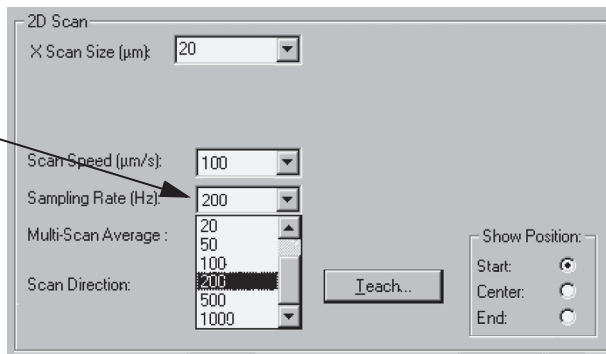 2D Scan
X Scan Size (µm): 20
Scan Speed (µm/s): 100
Sampling Rate (Hz): 200
Multi-Scan Average :
20
50
100
200
500
1000
Scan Direction:
Teach...
Show Position:
Start:
Center:
End: